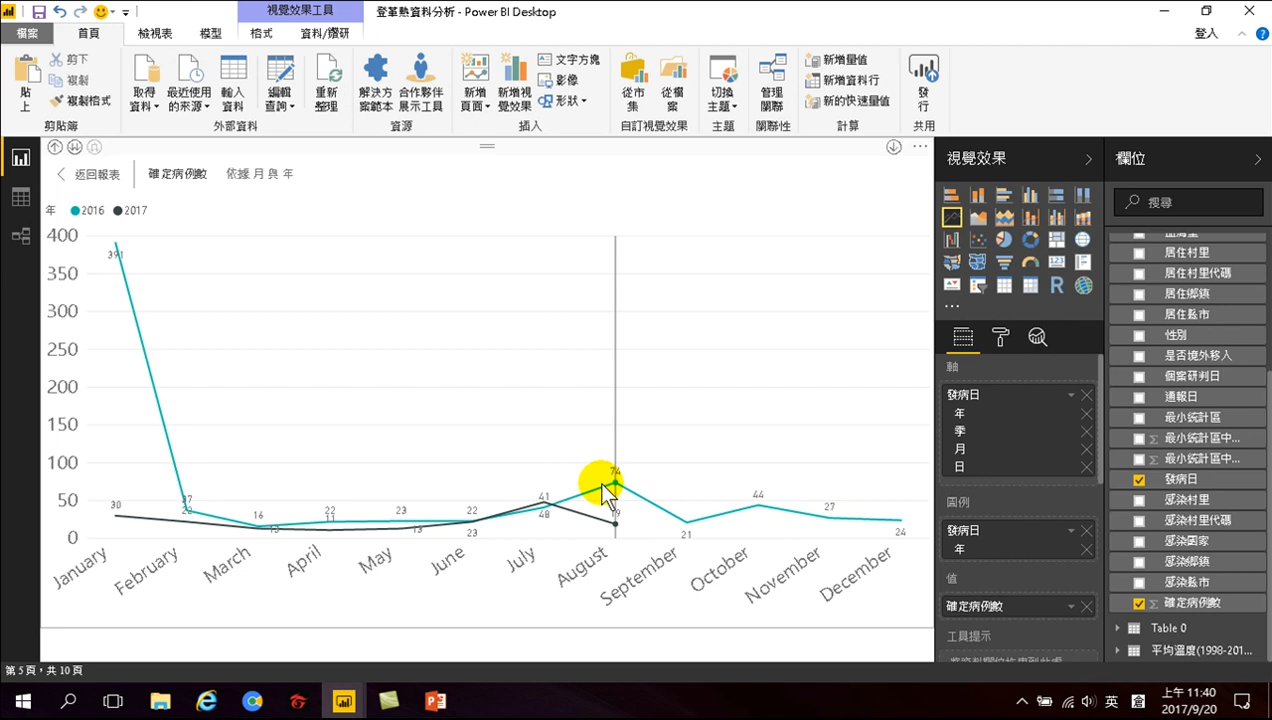 登革熱資料分析 - Power BI Desktop
視覺效果工具
檔案
首頁
檢視表
模型
格式
資料/鑽研
登入
貼上
剪下
複製
複製格式
剪貼簿
取得資料
最近使用的來源
輸入資料
編輯查詢
重新整理
外部資料
解決方案範本
合作夥伴展示工具
資源
新增頁面
新增視覺效果
文字方塊
影像
形狀
插入
從市集
從檔案
自訂視覺效果
切換主題
主題
管理關聯
關聯性
新增量值
新增資料行
新的快速量值
計算
發行
共用
返回報表
確定病例數
依據 月 與 年
年 2016 2017
400
350
300
250
200
150
100
50
0
391
30
37
22
16
13
22
11
23
13
22
23
41
48
74
19
21
44
27
24
January
February
March
April
May
June
July
August
September
October
November
December
第 5 頁，共 10 頁
視覺效果
R
軸
發病日
年
季
月
日
圖例
發病日
年
值
確定病例數
工具提示
欄位
搜尋
居住村里
居住村里代碼
居住鄉鎮
居住縣市
性別
是否境外移入
個案研判日
通報日
最小統計區
最小統計區中...
最小統計區中...
發病日
感染村里
感染村里代碼
感染國家
感染鄉鎮
感染縣市
確定病例數
Table 0
平均溫度(1998-201...
英
上午 11:40
2017/9/20